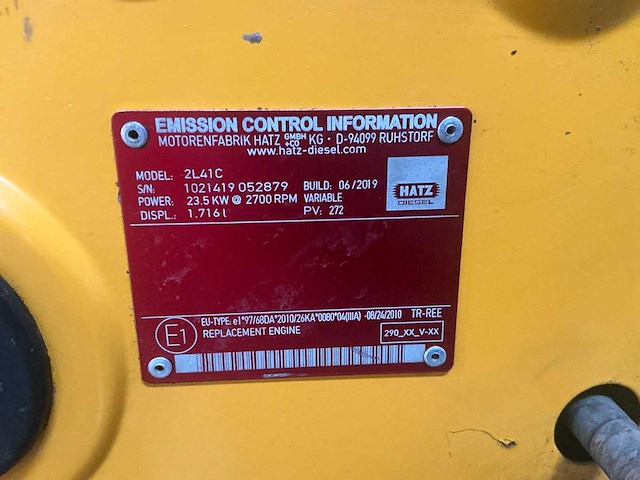 EMISSION CONTROL INFORMATION
MOTORENFABRIK HATZ GMBH +CO KG · D-94099 RUHSTORF
www.hatz-diesel.com
MODEL: 2L41C
S/N: 1021419 052879 BUILD: 06/2019
POWER: 23.5 KW @ 2700 RPM VARIABLE
DISPL.: 1.716 l PV: 272
HATZ
DIESEL
EU-TYPE: e1*97/68DA*2010/26KA*0080*04(IIIA) -08/24/2010 TR-REE
E1 REPLACEMENT ENGINE 290_XX_V-XX